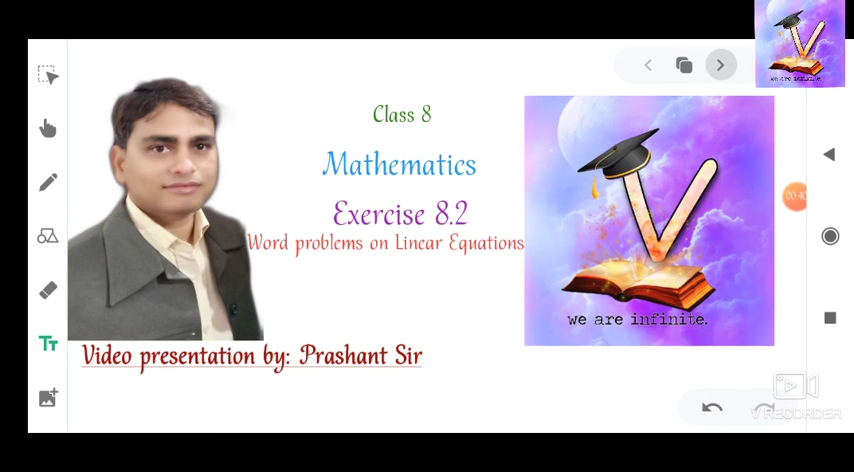 we are infinite.
Class 8
Mathematics
Exercise 8.2
Word problems on Linear Equations
we are infinite.
Video presentation by: Prashant Sir
00:40
V RECORDER
Tt